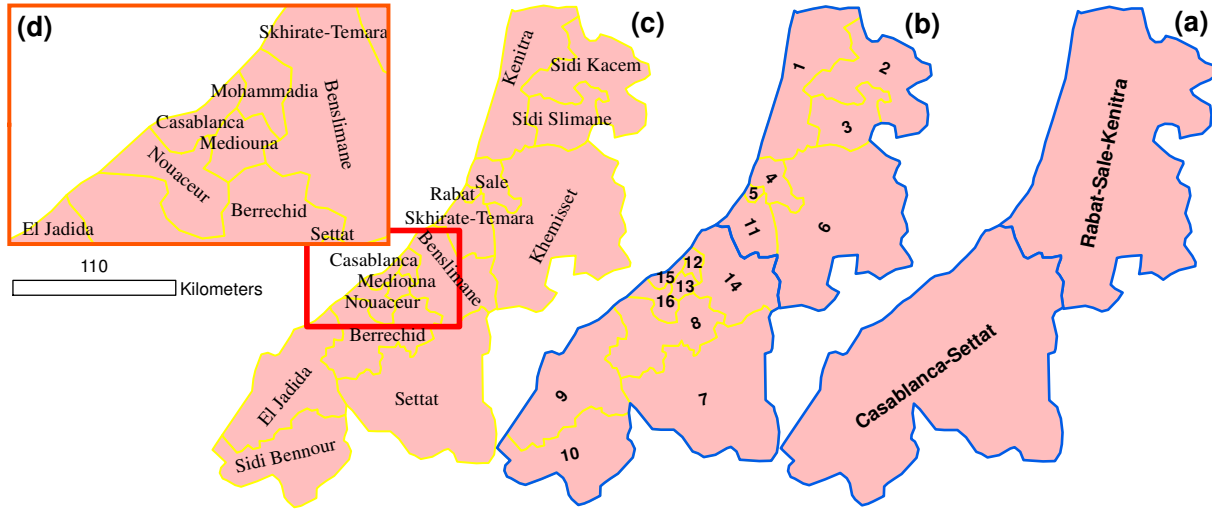 (d)
Skhirate-Temara
Mohammadia
Benslimane
Casablanca
Mediouna
Nouaceur
Berrechid
El Jadida
Settat
110
Kilometers
(c)
Kenitra
Sidi Kacem
Sidi Slimane
Sale
Rabat
Skhirate-Temara
Khemisset
Benslimane
Casablanca
Mediouna
Nouaceur
Berrechid
El Jadida
Settat
Sidi Bennour
(b)
1
2
3
4
5
6
11
12
15
13
14
16
8
9
7
10
(a)
Rabat-Sale-Kenitra
Casablanca-Settat